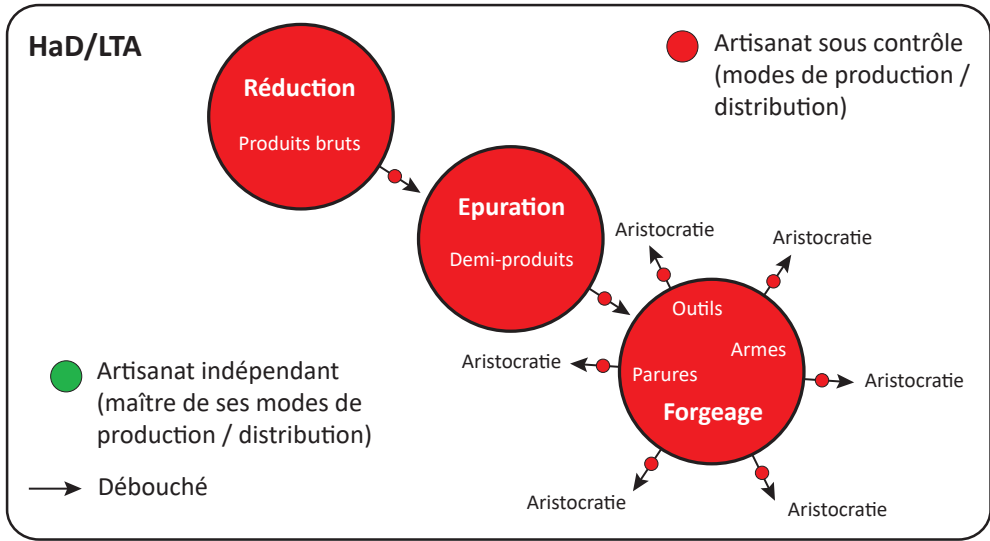 HaD/LTA
Artisanat sous contrôle
(modes de production /
distribution)
Réduction
Produits bruts
Epuration
Demi-produits
Aristocratie
Aristocratie
Outils
Armes
Aristocratie
Parures
Aristocratie
Forgeage
Aristocratie
Aristocratie
Artisanat indépendant
(maître de ses modes de
production / distribution)
Débouché